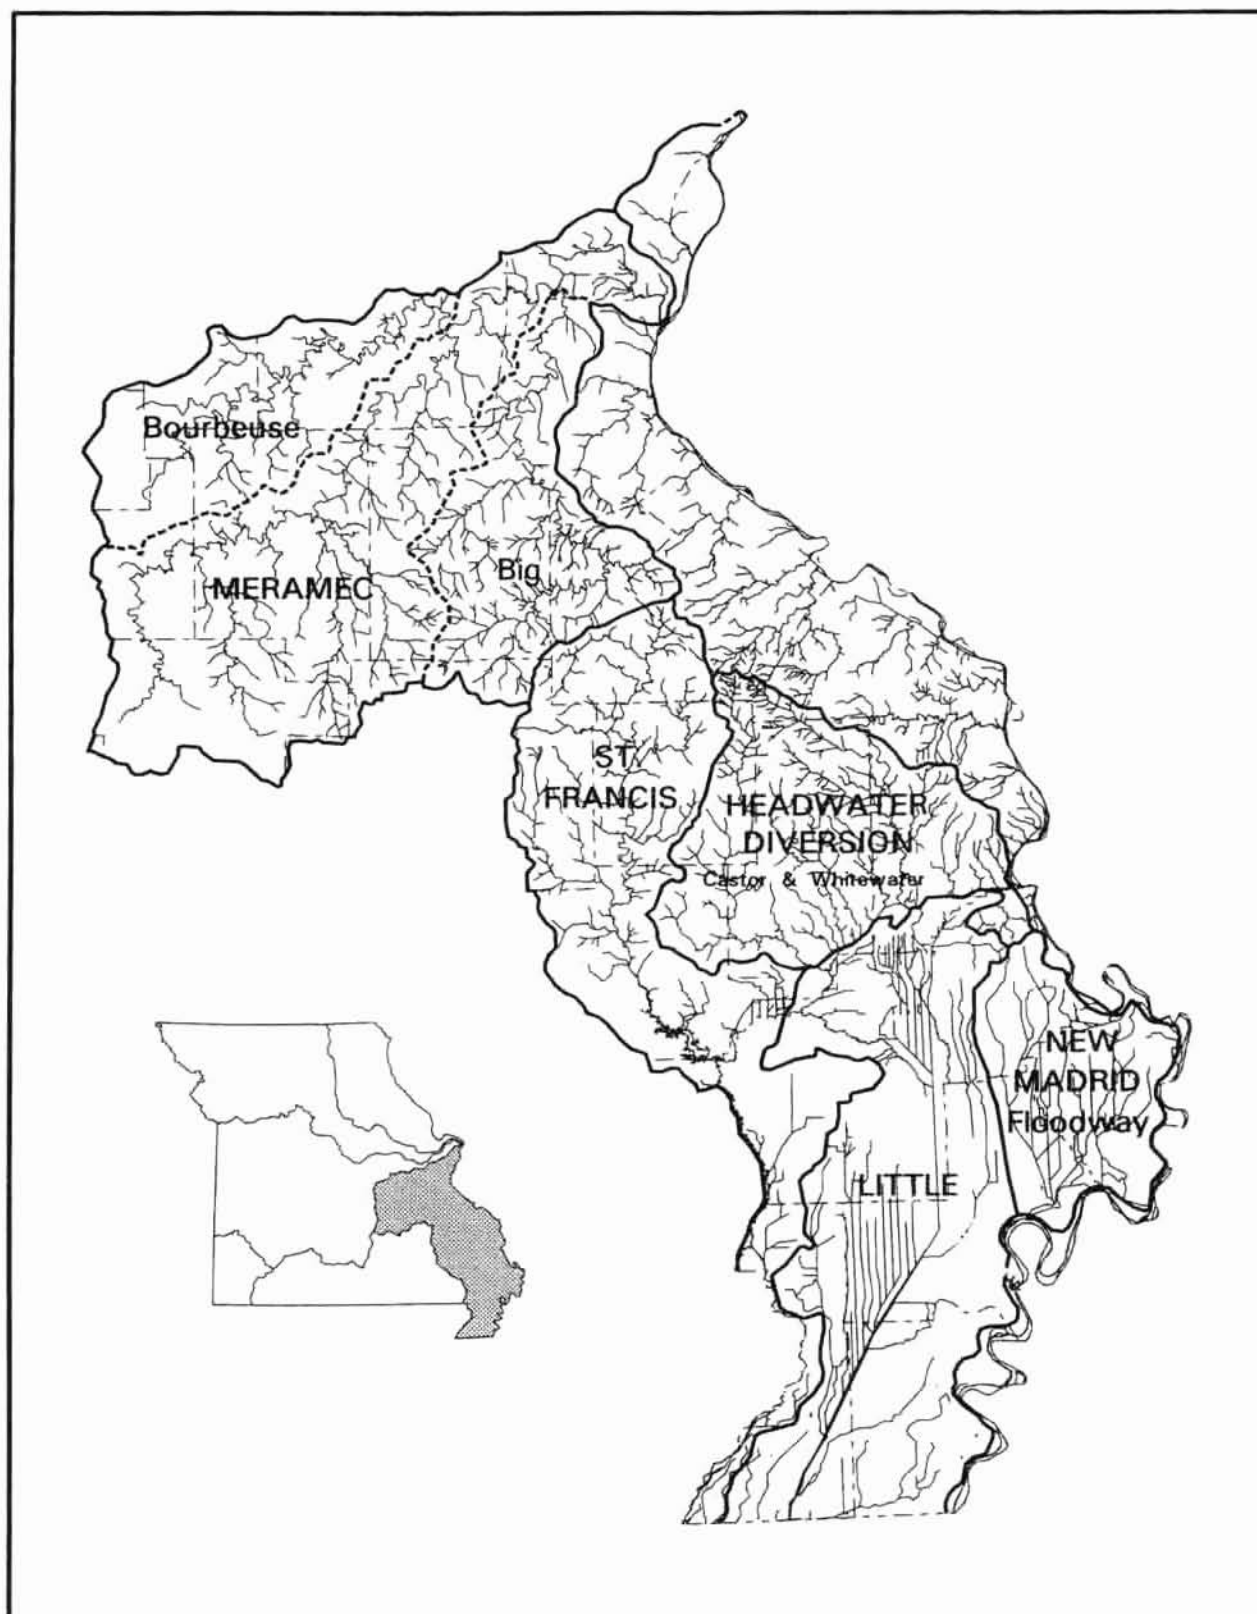 Bourbeuse
MERAMEC
Big
ST.
FRANCIS
HEADWATER
DIVERSION
Castor & Whitewater
NEW
MADRID
Floodway
LITTLE